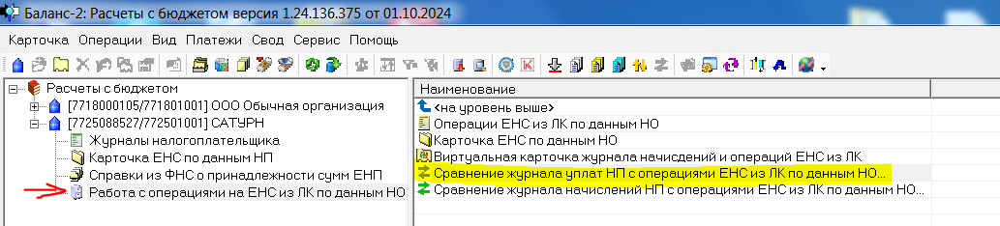 Баланс-2: Расчеты с бюджетом версия 1.24.136.375 от 01.10.2024
Карточка Операции Вид Платежи Свод Сервис Помощь
Расчеты с бюджетом
[7718000105/771801001] ООО Обычная организация
[7725088527/772501001] САТУРН
Журналы налогоплательщика
Карточка ЕНС по данным НП
Справки из ФНС о принадлежности сумм ЕНП
Работа с операциями на ЕНС из ЛК по данным НО
Наименование
<на уровень выше>
Операции ЕНС из ЛК по данным НО
Карточка ЕНС по данным НО
Виртуальная карточка журнала начисдений и операций ЕНС из ЛК
Сравнение журнала уплат НП с операциями ЕНС из ЛК по данным НО...
Сравнение журнала начислений НП с операциями ЕНС из ЛК по данным НО...